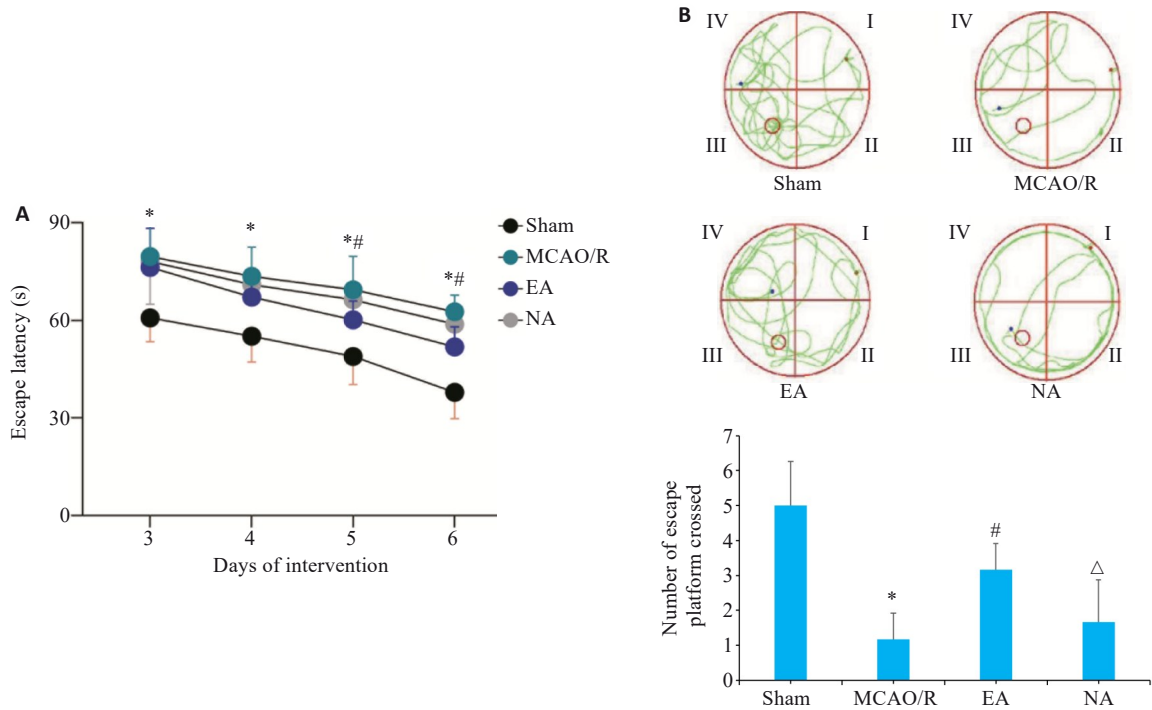 A
90
60
30
0
Escape latency (s)
*
*
*#
*#
3 4 5 6
Days of intervention
Sham
MCAO/R
EA
NA
B
IV I
III II
Sham
IV I
III II
MCAO/R
IV I
III II
EA
IV I
III II
NA
Number of escape
platform crossed
7
6
5
4
3
2
1
0
*
#
△
Sham MCAO/R EA NA